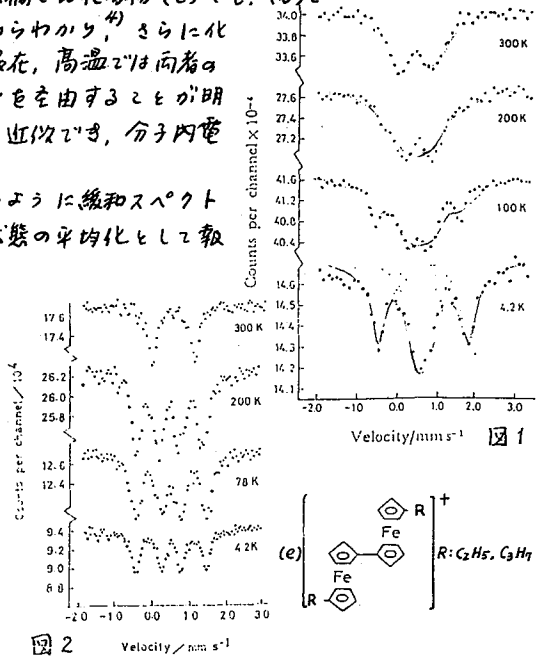 らわかり,⁴⁾ さらに化
在, 高温では両者の
を経由することが明
近似でき, 分子内電
ように緩和スペクト
態の平均化として報
34.0
33.6
300K
27.6
27.2
200K
41.6
40.8
40.4
100K
14.6
14.5
14.4
14.3
14.2
14.1
4.2K
Counts per channel × 10⁻⁴
-2.0 -1.0 0.0 1.0 2.0 3.0
Velocity/mm s⁻¹ 図1
17.6
17.4
300K
26.2
26.0
25.8
200K
12.6
12.4
78K
9.4
9.2
9.0
8.8
4.2K
Counts per channel / 10⁴
-2.0 -1.0 0.0 1.0 2.0 3.0
図2 Velocity / mm s⁻¹
(e) R Fe Fe R + R:C₂H₅, C₃H₇